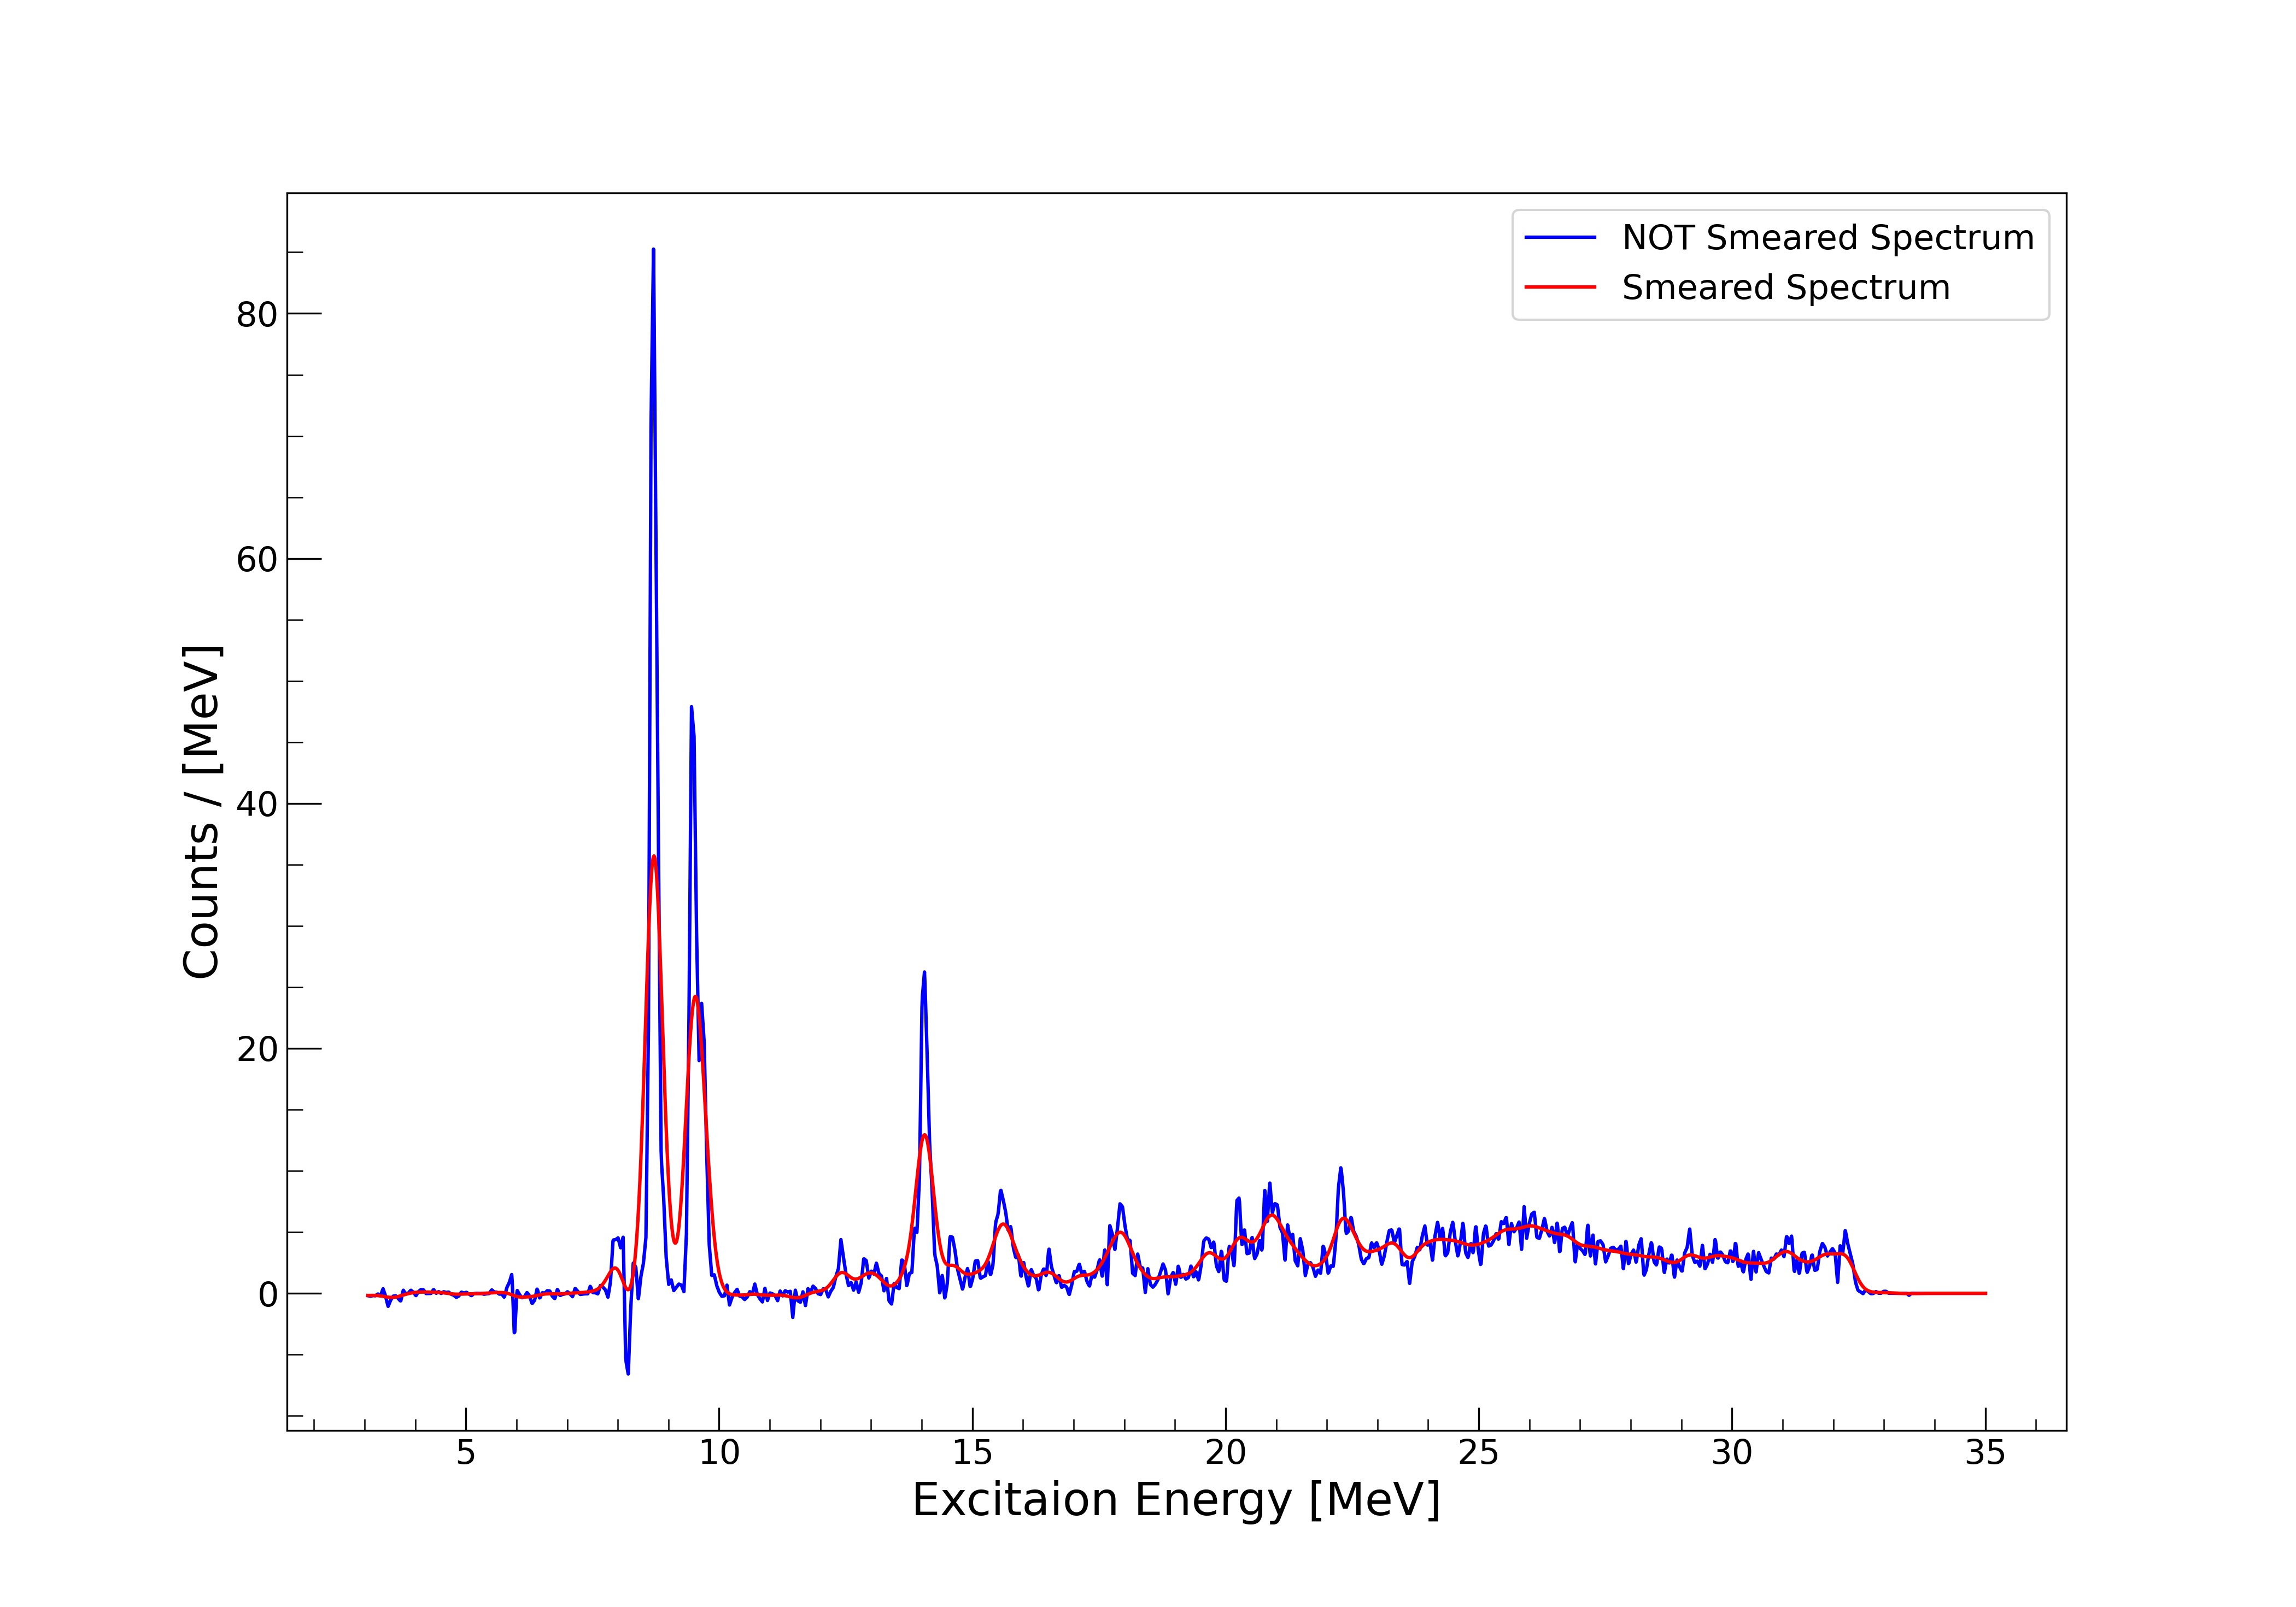 NOT Smeared Spectrum
Smeared Spectrum
Counts / [MeV]
80
60
40
20
0
5 10 15 20 25 30 35
Excitaion Energy [MeV]